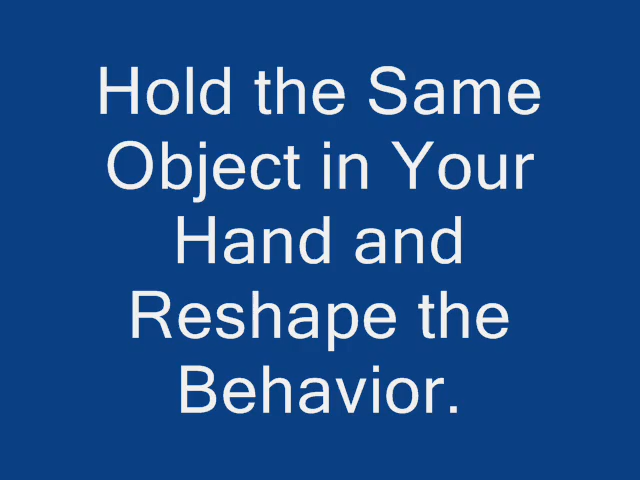 Hold the Same
Object in Your
Hand and
Reshape the
Behavior.